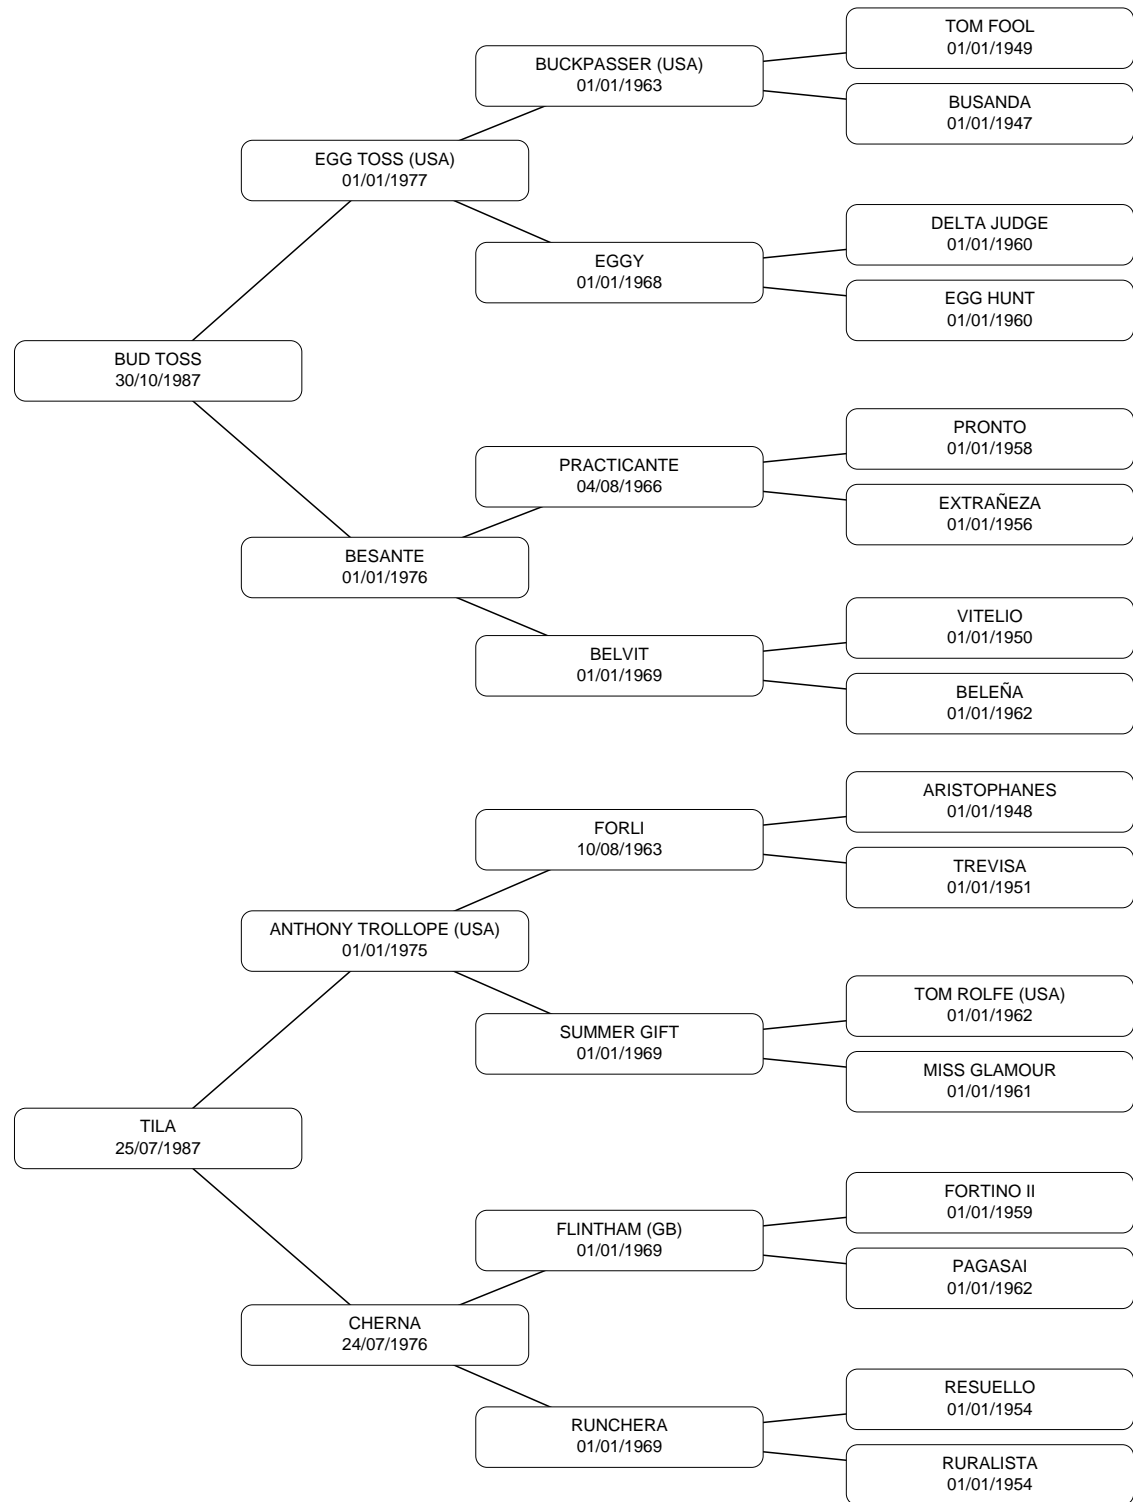 TOM FOOL
01/01/1949
BUCKPASSER (USA)
01/01/1963
BUSANDA
01/01/1947
EGG TOSS (USA)
01/01/1977
DELTA JUDGE
01/01/1960
EGGY
01/01/1968
EGG HUNT
01/01/1960
BUD TOSS
30/10/1987
PRONTO
01/01/1958
PRACTICANTE
04/08/1966
EXTRAÑEZA
01/01/1956
BESANTE
01/01/1976
VITELIO
01/01/1950
BELVIT
01/01/1969
BELEÑA
01/01/1962
ARISTOPHANES
01/01/1948
FORLI
10/08/1963
TREVISA
01/01/1951
ANTHONY TROLLOPE (USA)
01/01/1975
TOM ROLFE (USA)
01/01/1962
SUMMER GIFT
01/01/1969
MISS GLAMOUR
01/01/1961
TILA
25/07/1987
FORTINO II
01/01/1959
FLINTHAM (GB)
01/01/1969
PAGASAI
01/01/1962
CHERNA
24/07/1976
RESUELLO
01/01/1954
RUNCHERA
01/01/1969
RURALISTA
01/01/1954